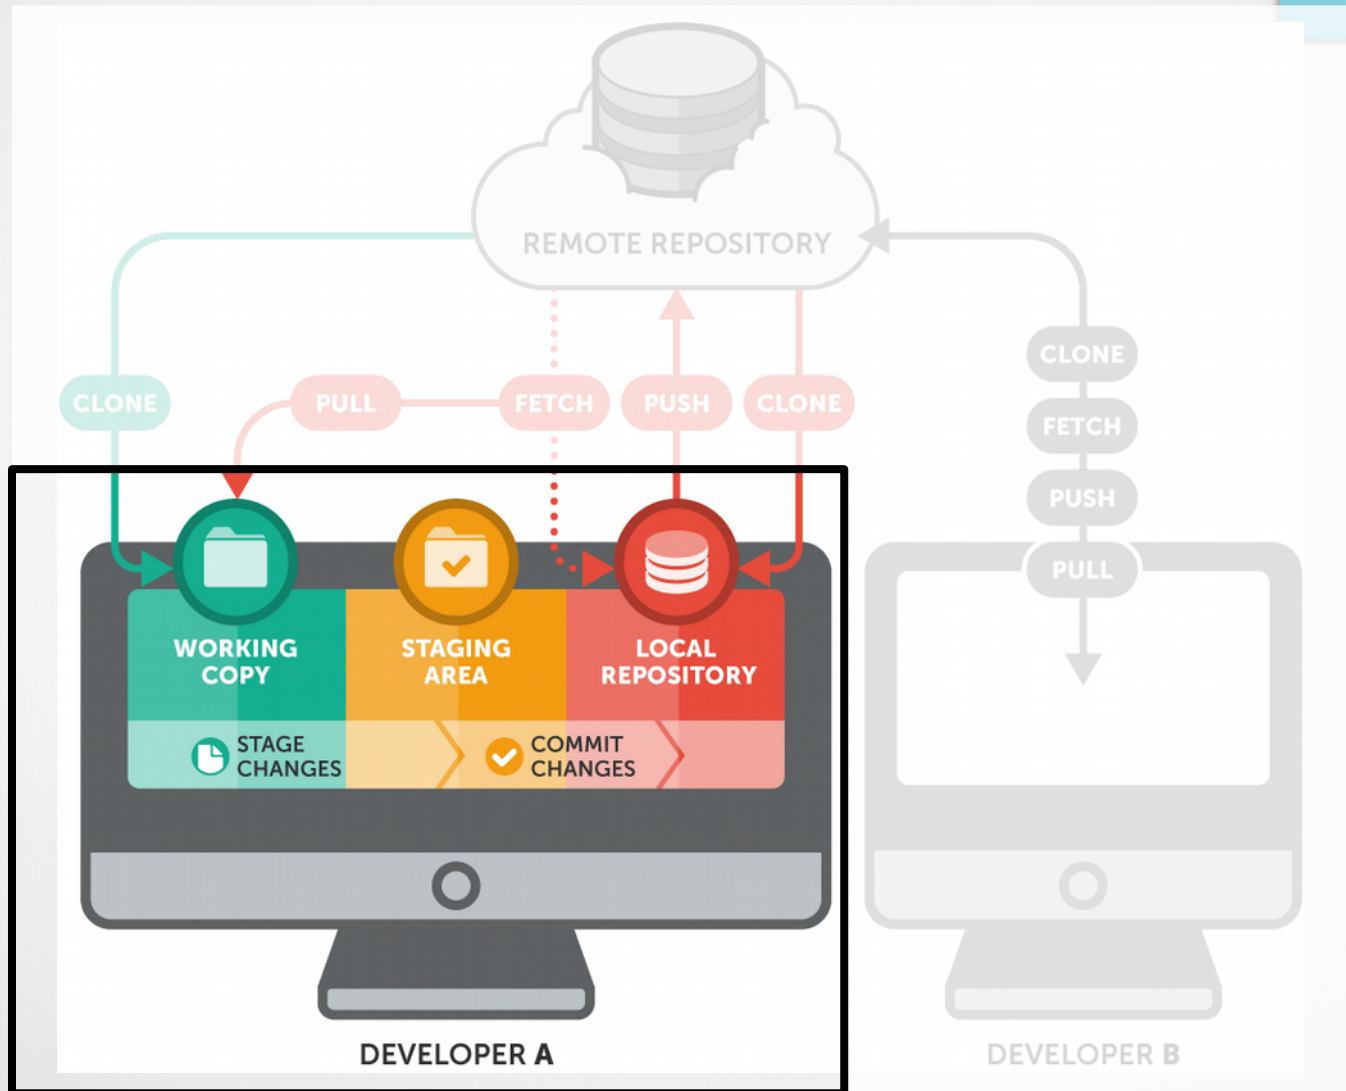 REMOTE REPOSITORY
CLONE
PULL
FETCH
PUSH
CLONE
CLONE
FETCH
PUSH
PULL
WORKING
COPY
STAGING
AREA
LOCAL
REPOSITORY
STAGE
CHANGES
COMMIT
CHANGES
DEVELOPER A
DEVELOPER B